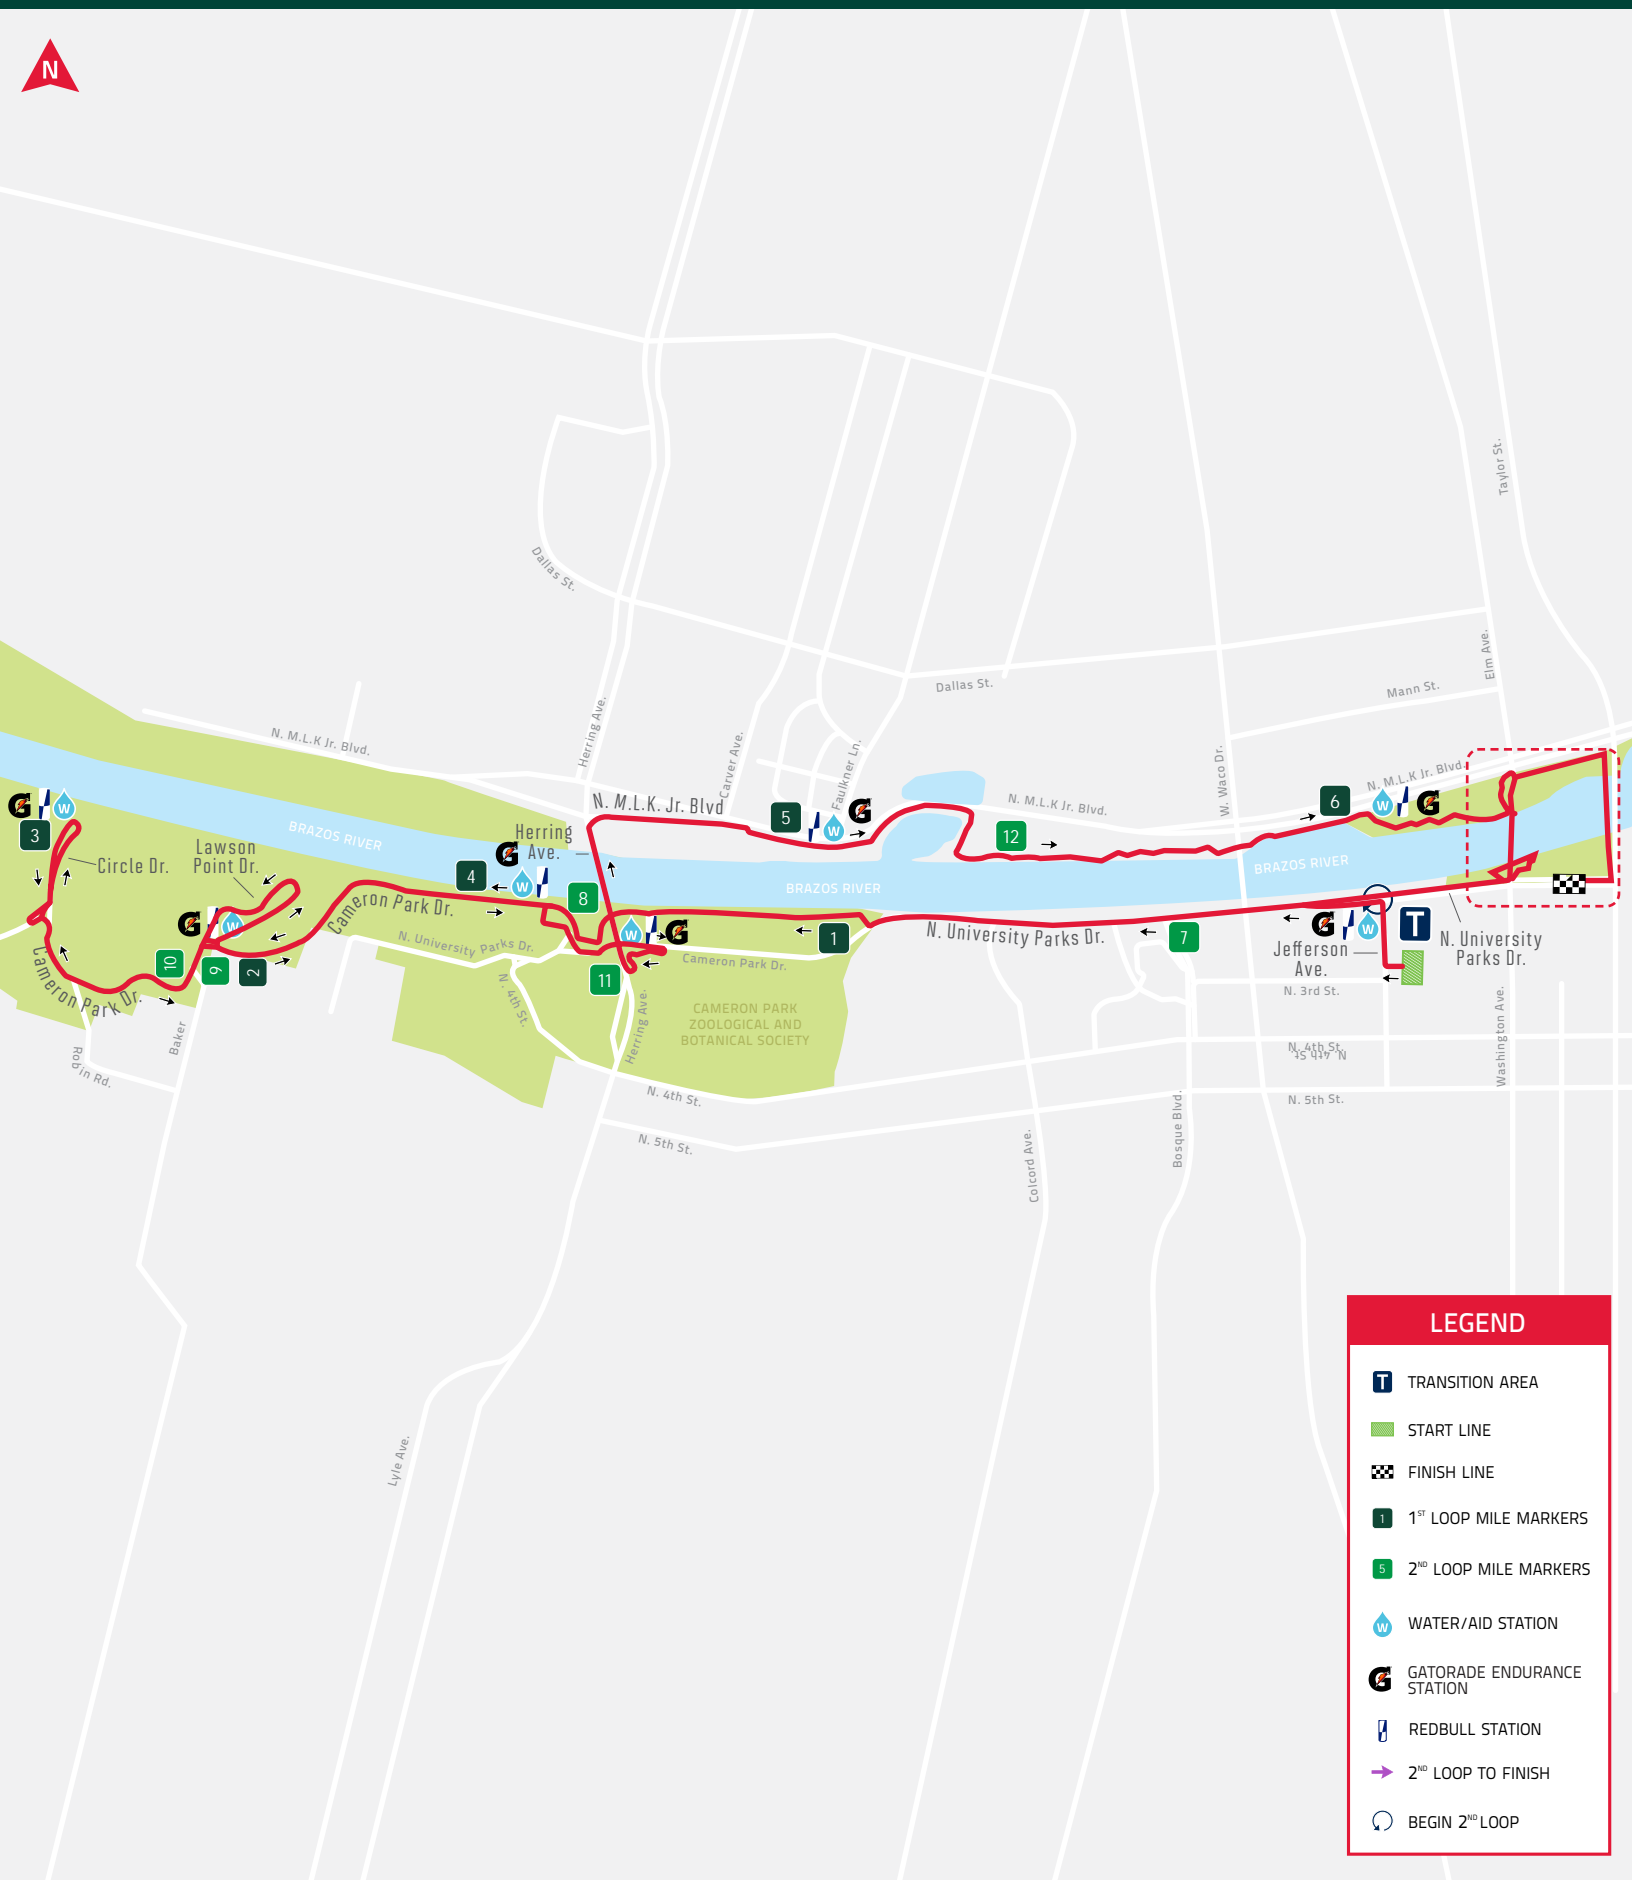 N
Taylor St.
Dallas St.
Elm Ave.
Dallas St.
Mann St.
Herring Ave.
N. M.L.K Jr. Blvd.
Carver Ave.
Faulkner Ln.
W. Waco Dr.
N. M.L.K Jr. Blvd.
N. M.L.K. Jr. Blvd
N. M.L.K Jr. Blvd.
G
W
3
5
W
G
6
W
G
12
BRAZOS RIVER
Herring
Ave.
G
Lawson
Point Dr.
Circle Dr.
4
W
8
BRAZOS RIVER
BRAZOS RIVER
Cameron Park Dr.
G
W
W
G
1
N. University Parks Dr.
7
G
W
T
N. University
Parks Dr.
Jefferson
Ave.
N. University Parks Dr.
Cameron Park Dr.
10
9
2
11
Cameron Park Dr.
N. 4th St.
N. 3rd St.
CAMERON PARK
ZOOLOGICAL AND
BOTANICAL SOCIETY
Herring Ave.
Baker
Robin Rd.
N. 4th St.
N. 4th St.
N. 4th St.
N. 5th St.
N. 5th St.
Washington Ave.
Bosque Blvd.
Colcord Ave.
Lyle Ave.
LEGEND
T TRANSITION AREA
START LINE
FINISH LINE
1 1ST LOOP MILE MARKERS
5 2ND LOOP MILE MARKERS
W WATER/AID STATION
G GATORADE ENDURANCE
STATION
REDBULL STATION
2ND LOOP TO FINISH
BEGIN 2ND LOOP